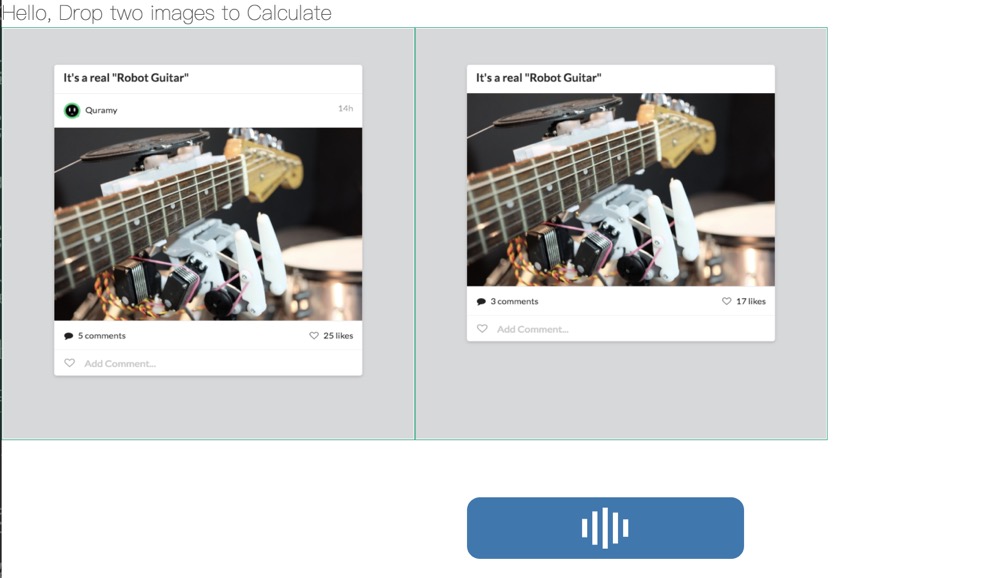 Hello, Drop two images to Calculate
It's a real "Robot Guitar"
Quramy 14h
5 comments 25 likes
Add Comment...
It's a real "Robot Guitar"
3 comments 17 likes
Add Comment...